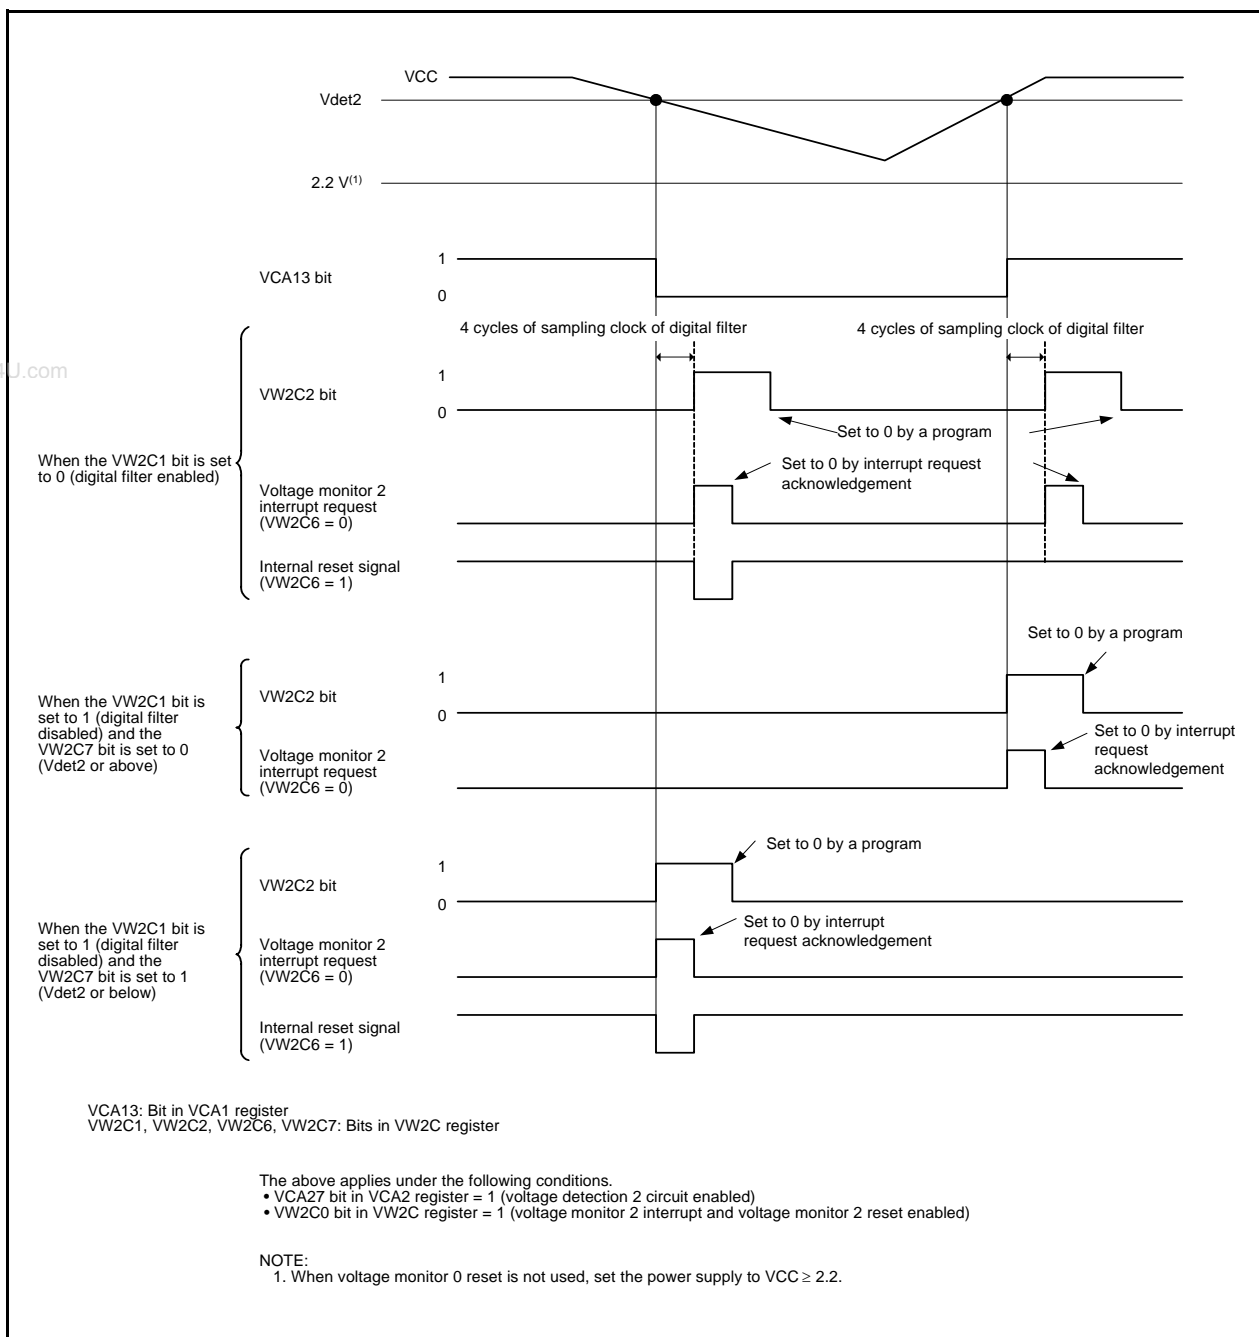 VCC
Vdet2
2.2 V(1)
VCA13 bit
1
0
4 cycles of sampling clock of digital filter
4 cycles of sampling clock of digital filter
U.com
When the VW2C1 bit is set
to 0 (digital filter enabled)
VW2C2 bit
1
0
Set to 0 by a program
Voltage monitor 2
interrupt request
(VW2C6 = 0)
Set to 0 by interrupt request
acknowledgement
Internal reset signal
(VW2C6 = 1)
When the VW2C1 bit is
set to 1 (digital filter
disabled) and the
VW2C7 bit is set to 0
(Vdet2 or above)
VW2C2 bit
1
0
Set to 0 by a program
Voltage monitor 2
interrupt request
(VW2C6 = 0)
Set to 0 by interrupt
request
acknowledgement
When the VW2C1 bit is
set to 1 (digital filter
disabled) and the
VW2C7 bit is set to 1
(Vdet2 or below)
VW2C2 bit
1
0
Set to 0 by a program
Voltage monitor 2
interrupt request
(VW2C6 = 0)
Set to 0 by interrupt
request acknowledgement
Internal reset signal
(VW2C6 = 1)
VCA13: Bit in VCA1 register
VW2C1, VW2C2, VW2C6, VW2C7: Bits in VW2C register
The above applies under the following conditions.
• VCA27 bit in VCA2 register = 1 (voltage detection 2 circuit enabled)
• VW2C0 bit in VW2C register = 1 (voltage monitor 2 interrupt and voltage monitor 2 reset enabled)
NOTE:
1. When voltage monitor 0 reset is not used, set the power supply to VCC ≥ 2.2.